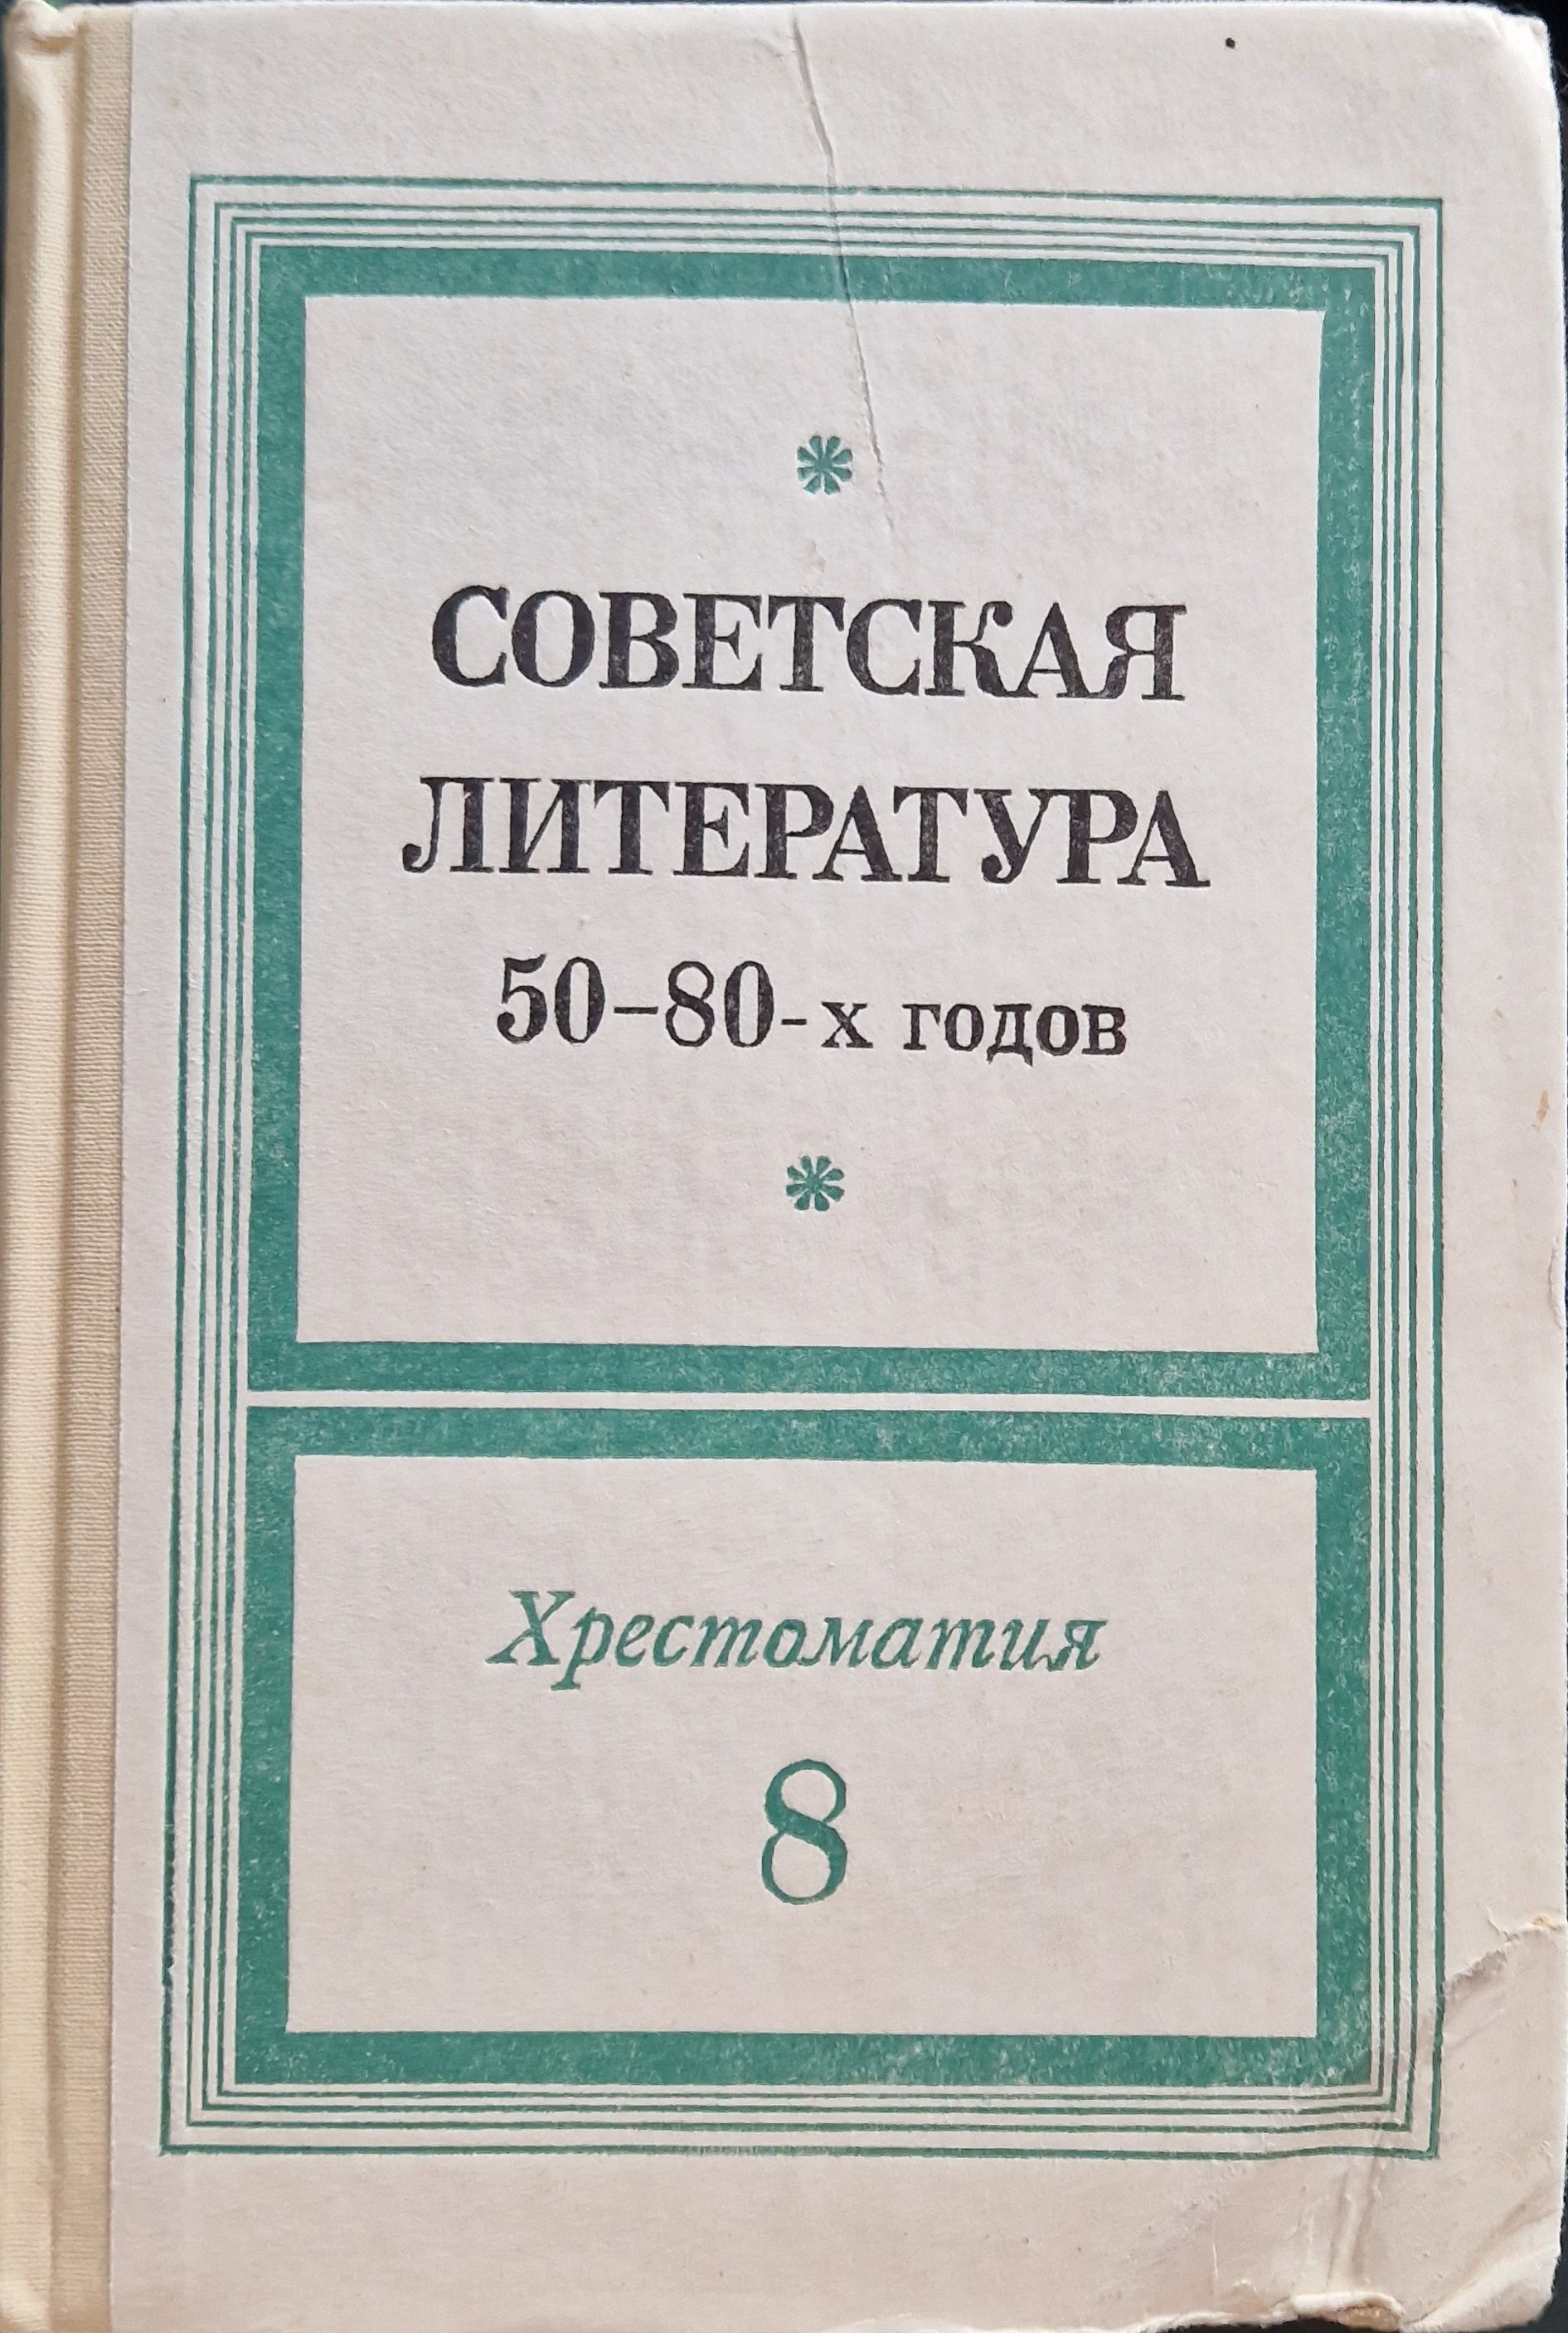 СОВЕТСКАЯ
ЛИТЕРАТУРА
50–80-х годов
Хрестоматия
8